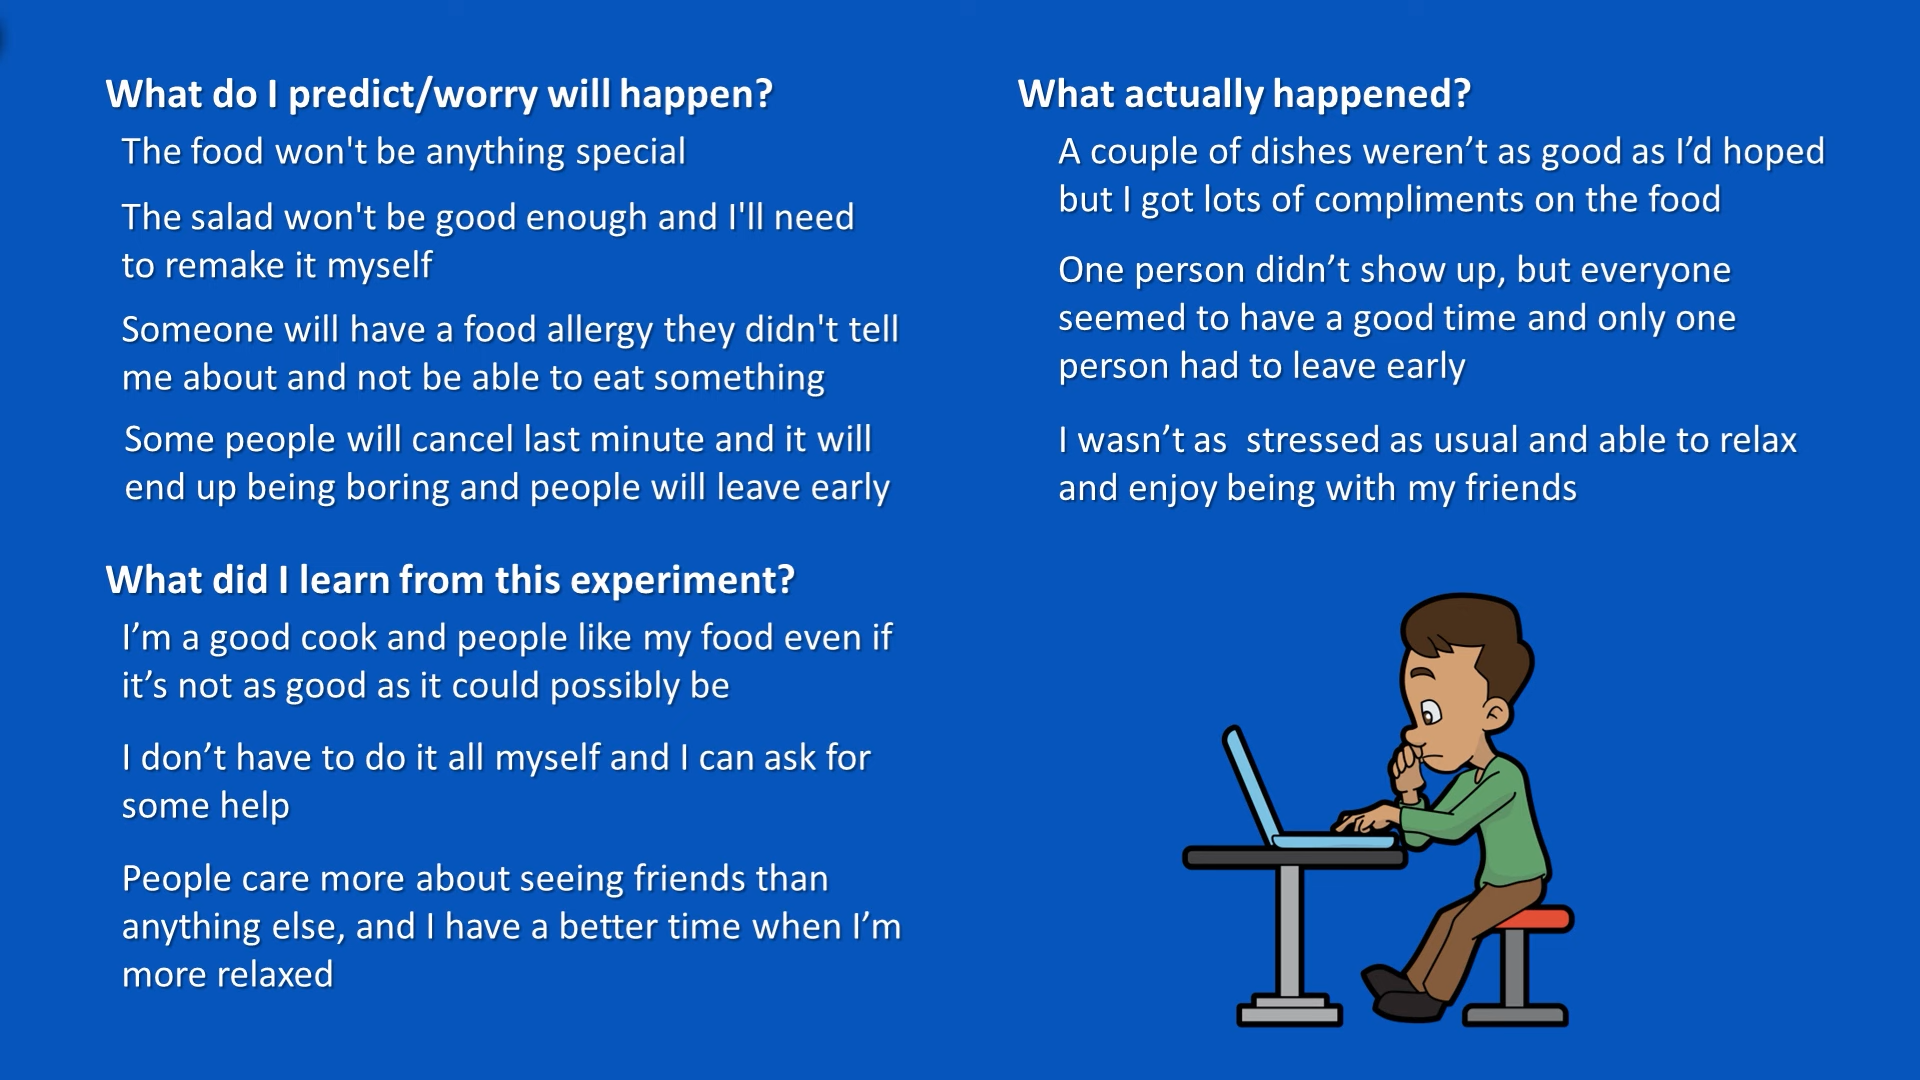 What do I predict/worry will happen?
The food won't be anything special
The salad won't be good enough and I'll need
to remake it myself
Someone will have a food allergy they didn't tell
me about and not be able to eat something
Some people will cancel last minute and it will
end up being boring and people will leave early
What actually happened?
A couple of dishes weren’t as good as I’d hoped
but I got lots of compliments on the food
One person didn’t show up, but everyone
seemed to have a good time and only one
person had to leave early
I wasn’t as  stressed as usual and able to relax
and enjoy being with my friends
What did I learn from this experiment?
I’m a good cook and people like my food even if
it’s not as good as it could possibly be
I don’t have to do it all myself and I can ask for
some help
People care more about seeing friends than
anything else, and I have a better time when I’m
more relaxed